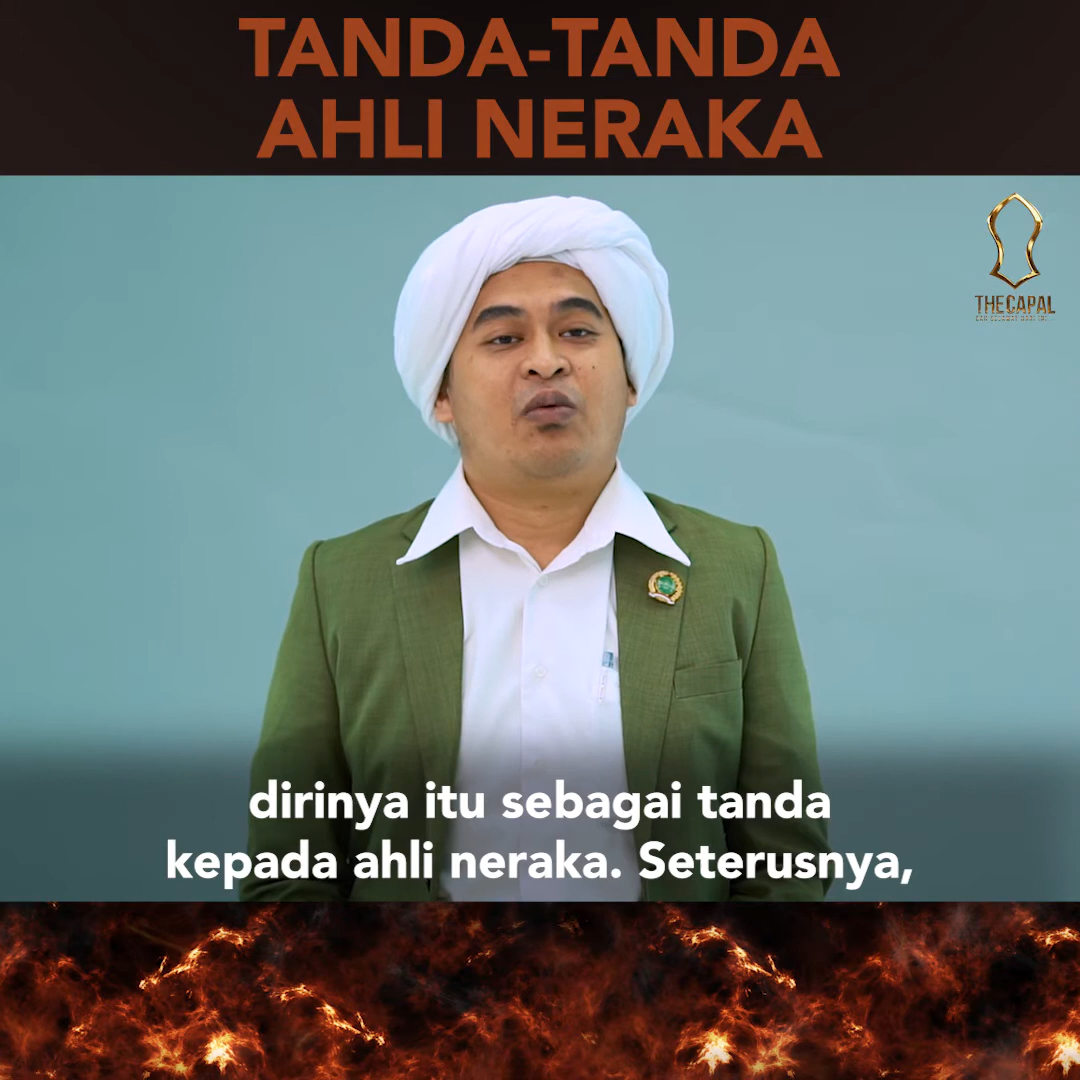 TANDA-TANDA
AHLI NERAKA
THECAPAL
dirinya itu sebagai tanda
kepada ahli neraka. Seterusnya,